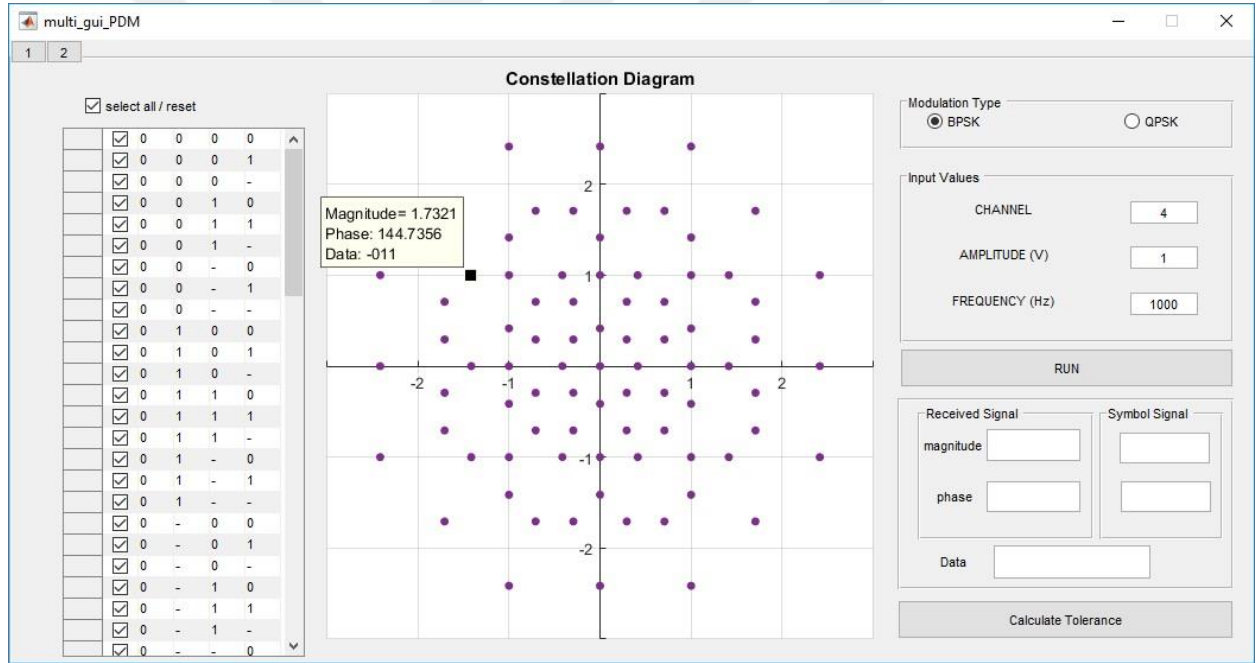 multi_gui_PDM
1 2
Constellation Diagram
select all / reset
0 0 0 0
0 0 0 1
0 0 0 -
0 0 1 0
0 0 1 1
0 0 1 -
0 0 - 0
0 0 - 1
0 0 - -
0 1 0 0
0 1 0 1
0 1 0 -
0 1 1 0
0 1 1 1
0 1 1 -
0 1 - 0
0 1 - 1
0 1 - -
0 - 0 0
0 - 0 1
0 - 0 -
0 - 1 0
0 - 1 1
0 - 1 -
0 - - 0
Magnitude= 1.7321
Phase: 144.7356
Data: -011
2
1
-2 -1 1 2
-1
-2
Modulation Type
BPSK QPSK
Input Values
CHANNEL 4
AMPLITUDE (V) 1
FREQUENCY (Hz) 1000
RUN
Received Signal Symbol Signal
magnitude
phase
Data
Calculate Tolerance